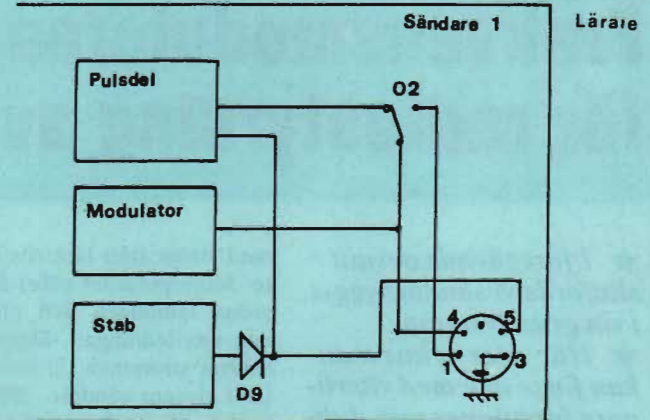 Sändare 1
Lärare
Pulsdel
O2
Modulator
Stab
4
5
1
3
D9